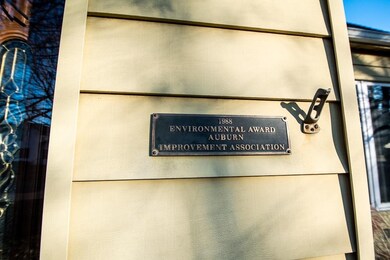 1988
ENVIRONMENTAL AWARD
AUBURN
IMPROVEMENT ASSOCIATION